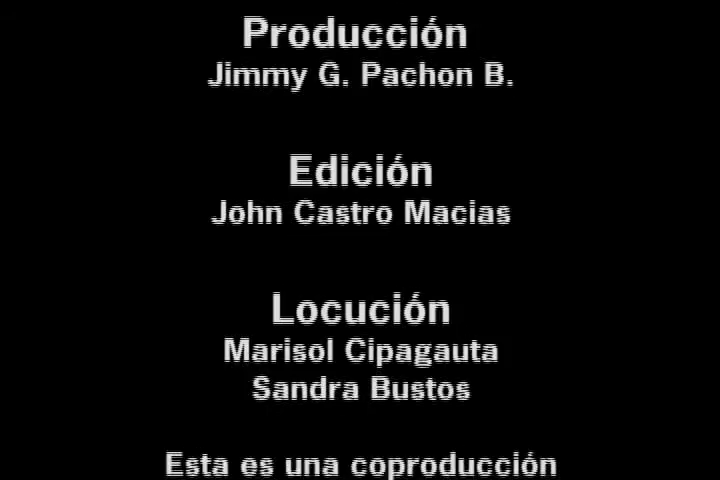 Producción
Jimmy G. Pachon B.
Edición
John Castro Macias
Locución
Marisol Cipagauta
Sandra Bustos
Esta es una coproducción